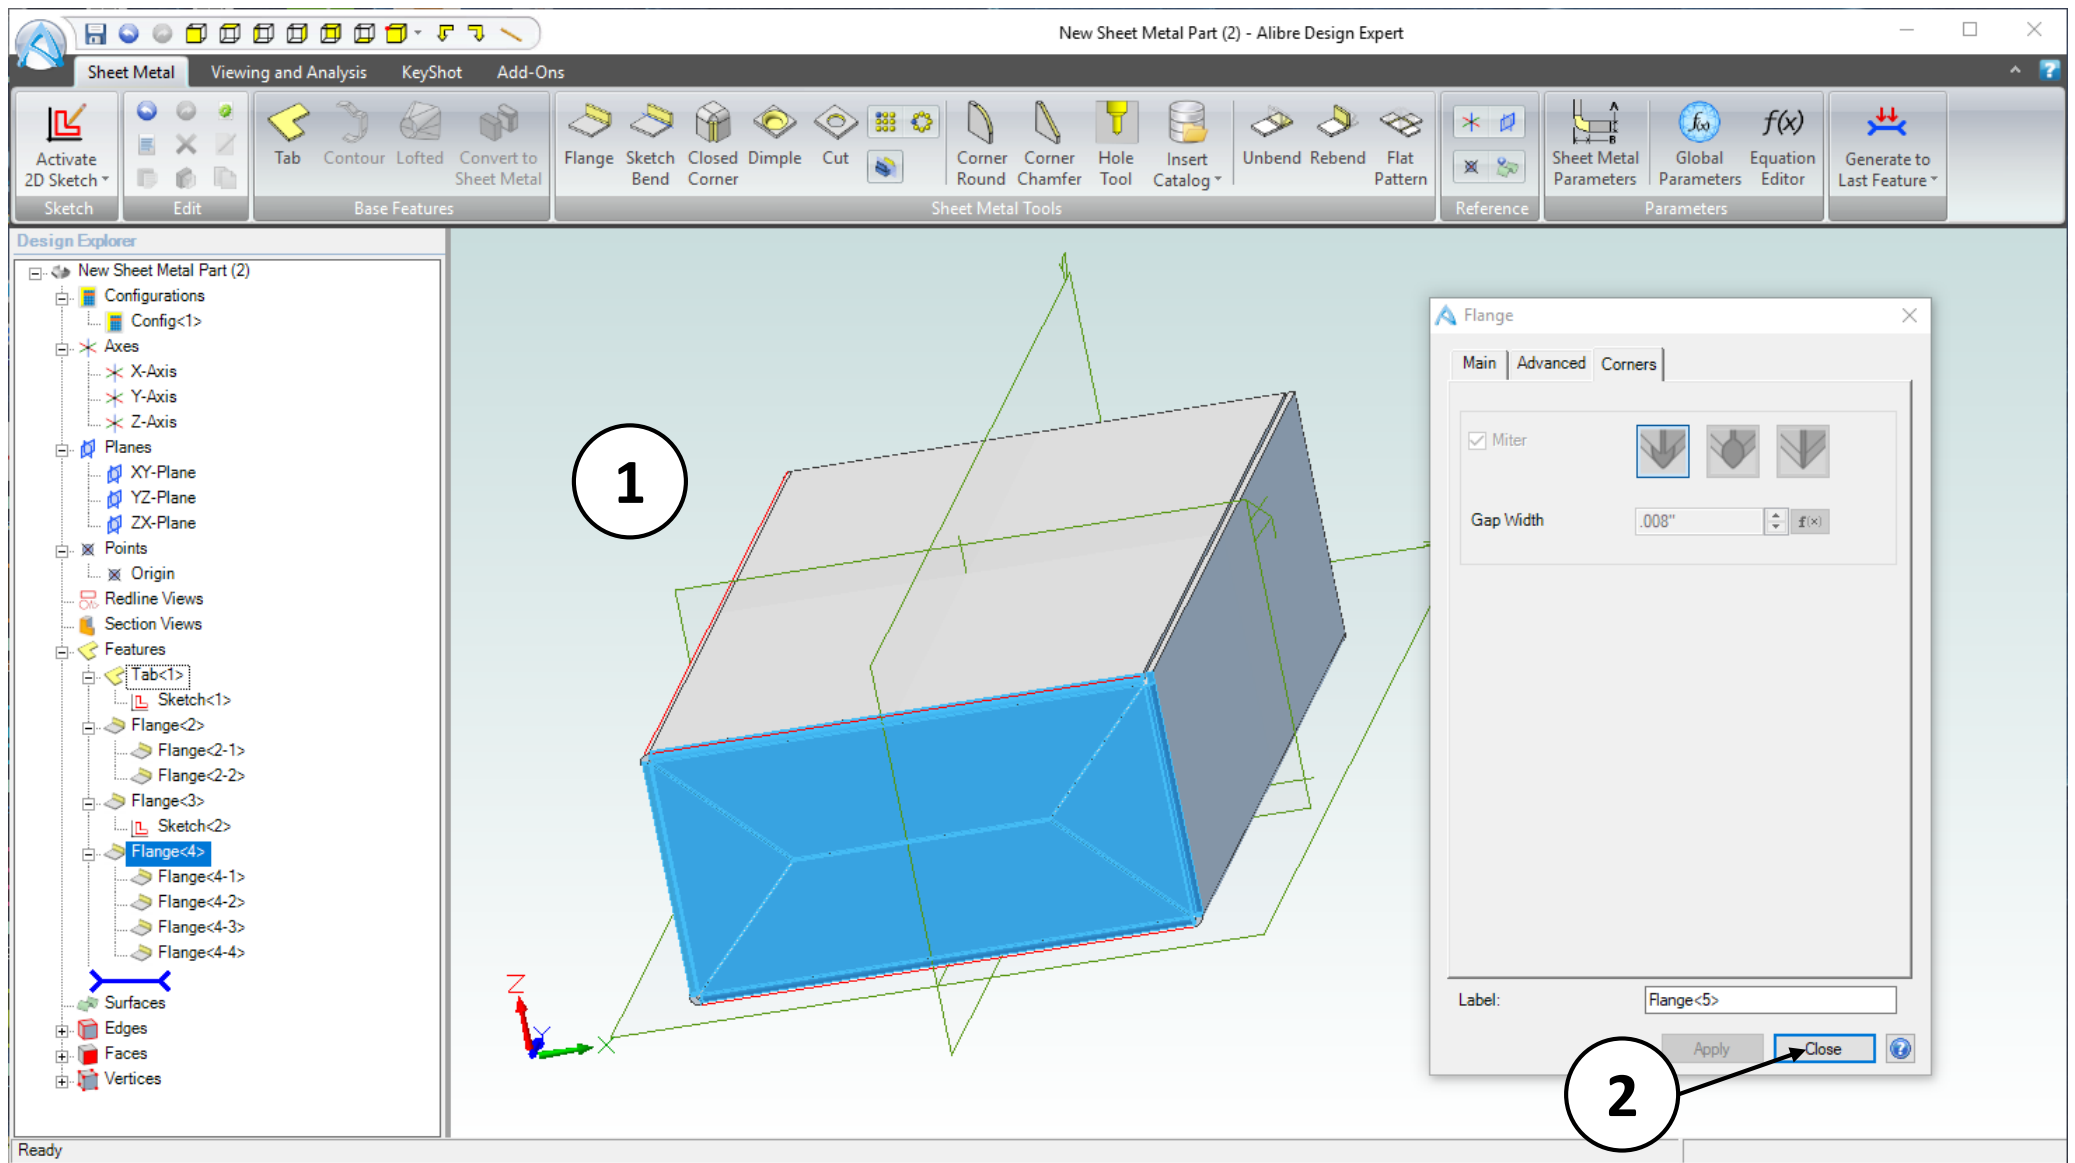 New Sheet Metal Part (2) - Alibre Design Expert
Sheet Metal
Viewing and Analysis
KeyShot
Add-Ons
Activate
2D Sketch
Sketch
Edit
Tab
Contour
Lofted
Convert to
Sheet Metal
Base Features
Flange
Sketch
Bend
Closed
Corner
Dimple
Cut
Corner
Round
Corner
Chamfer
Hole
Tool
Insert
Catalog
Unbend
Rebend
Flat
Pattern
Sheet Metal Tools
Reference
A
B
Sheet Metal
Parameters
f(x)
Global
Parameters
f(x)
Equation
Editor
Parameters
Generate to
Last Feature
Design Explorer
New Sheet Metal Part (2)
Configurations
Config<1>
Axes
X-Axis
Y-Axis
Z-Axis
Planes
XY-Plane
YZ-Plane
ZX-Plane
Points
Origin
Redline Views
Section Views
Features
Tab<1>
Sketch<1>
Flange<2>
Flange<2-1>
Flange<2-2>
Flange<3>
Sketch<2>
Flange<4>
Flange<4-1>
Flange<4-2>
Flange<4-3>
Flange<4-4>
Surfaces
Edges
Faces
Vertices
1
Z
Y
X
Flange
Main
Advanced
Corners
Miter
Gap Width
.008"
f(x)
Label:
Flange<5>
Apply
Close
?
2
Ready